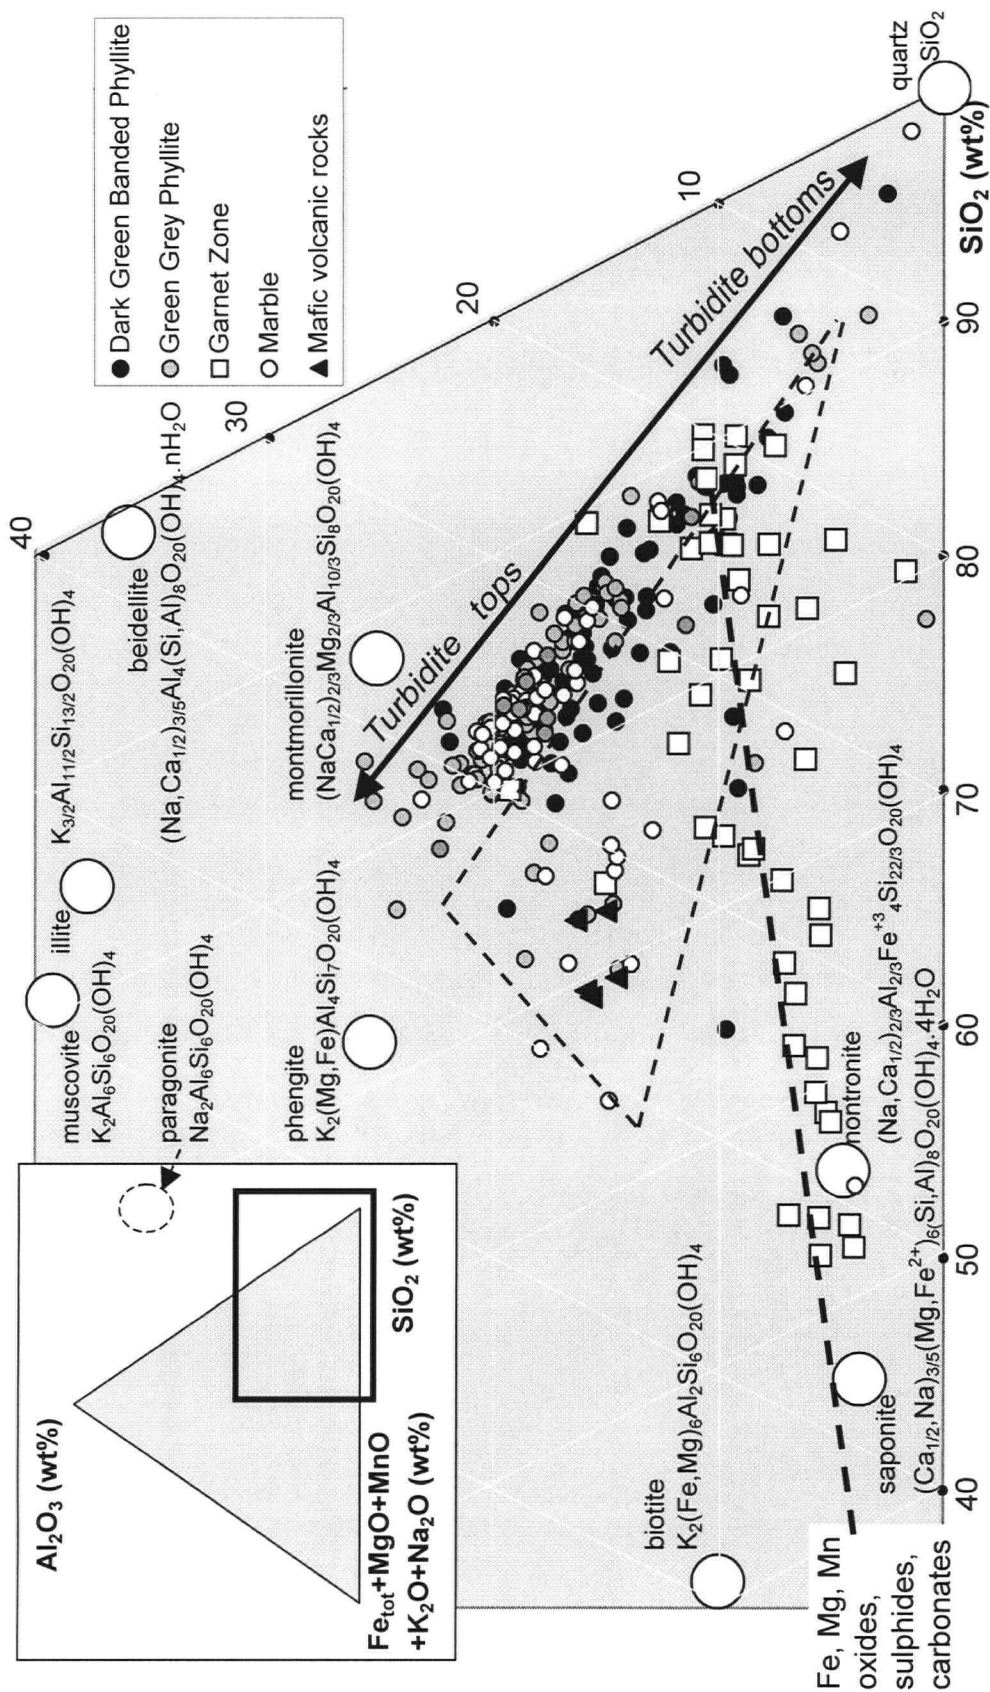 Al₂O₃ (wt%)
Fe_tot+MgO+MnO
+K₂O+Na₂O (wt%)
SiO₂ (wt%)
muscovite
K₂Al₆Si₆O₂₀(OH)₄
illite
K₃/₂Al₁₁/₂Si₁₃/₂O₂₀(OH)₄
40
paragonite
Na₂Al₆Si₆O₂₀(OH)₄
beidellite
(Na,Ca₁/₂)₃/₅Al₄(Si,Al)₈O₂₀(OH)₄.nH₂O
30
phengite
K₂(Mg,Fe)Al₄Si₇O₂₀(OH)₄
montmorillonite
(NaCa₁/₂)₂/₃Mg₂/₃Al₁₀/₃Si₈O₂₀(OH)₄
Dark Green Banded Phyllite
Green Grey Phyllite
Garnet Zone
Marble
Mafic volcanic rocks
20
10
Turbidite tops
Turbidite bottoms
quartz
SiO₂
biotite
K₂(Fe,Mg)₆Al₂Si₆O₂₀(OH)₄
Fe, Mg, Mn
oxides,
sulphides,
carbonates
saponite
(Ca₁/₂,Na)₃/₅(Mg,Fe²⁺)₆(Si,Al)₈O₂₀(OH)₄.4H₂O
montronite
(Na,Ca₁/₂)₂/₃Al₂/₃Fe⁺³₄Si₂₂/₃O₂₀(OH)₄
40
50
60
70
80
90
SiO₂ (wt%)